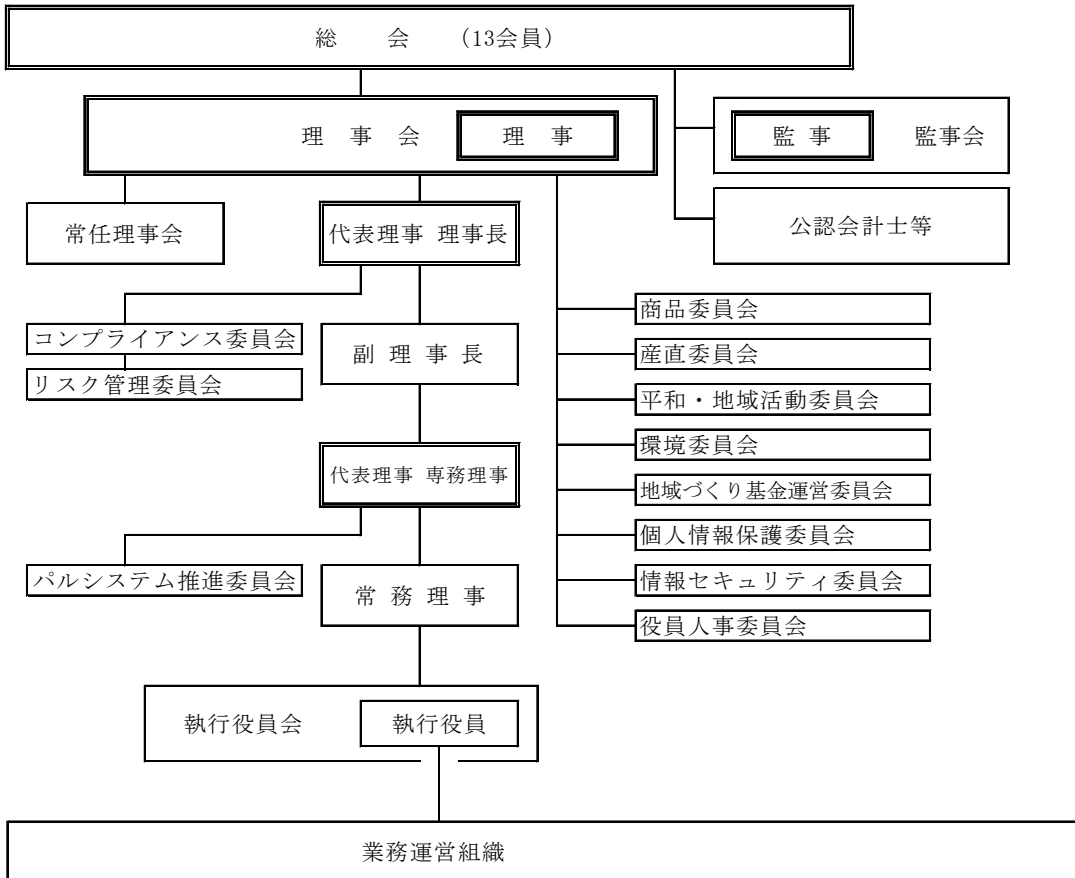 総　会　（13会員）
理 事 会　理 事
監 事　監事会
常任理事会
代表理事 理事長
公認会計士等
コンプライアンス委員会
リスク管理委員会
副 理 事 長
商品委員会
産直委員会
平和・地域活動委員会
環境委員会
地域づくり基金運営委員会
個人情報保護委員会
情報セキュリティ委員会
役員人事委員会
代表理事 専務理事
パルシステム推進委員会
常 務 理 事
執行役員会　執行役員
業務運営組織